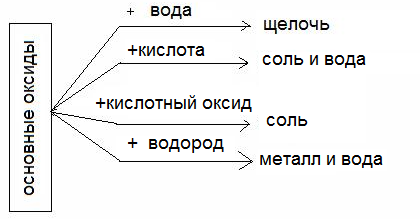 основные оксиды
+ вода
щелочь
+кислота
соль и вода
+кислотный оксид
соль
+ водород
металл и вода